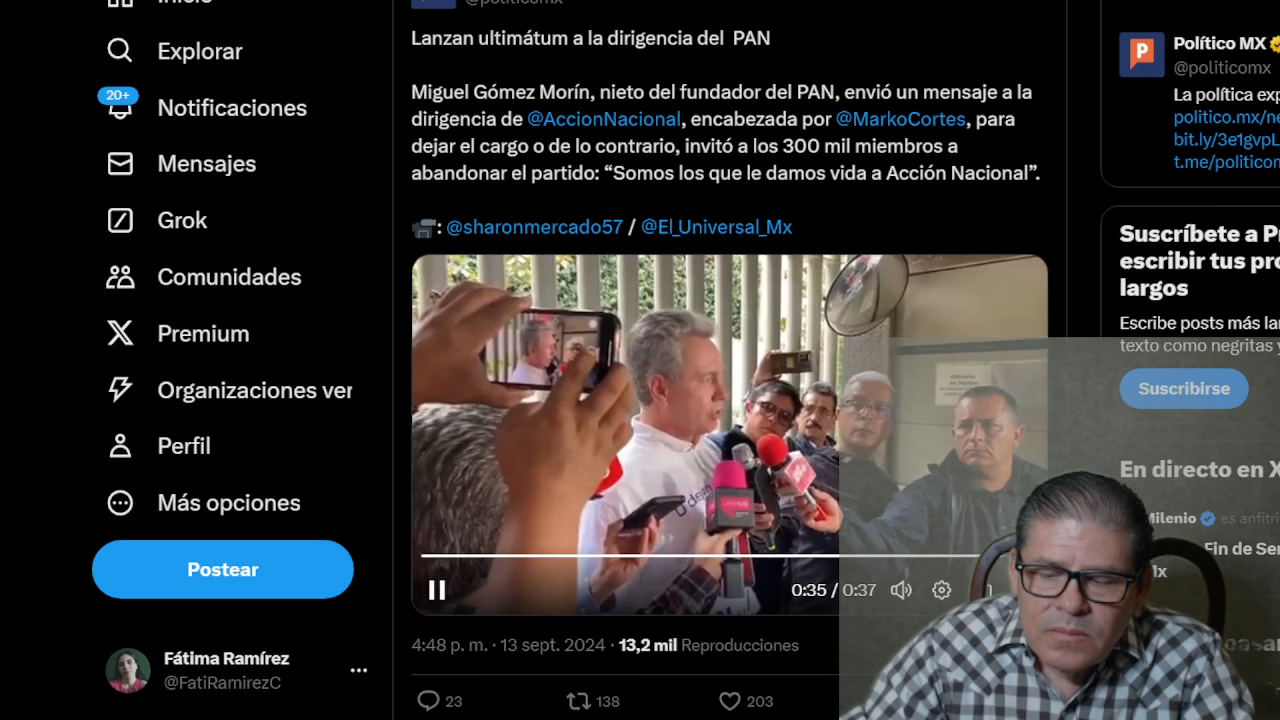 Inicio
@politicomx
Lanzan ultimátum a la dirigencia del PAN
Explorar
20+
Notificaciones
Mensajes
Grok
Comunidades
Premium
Organizaciones ver
Perfil
Más opciones
Postear
Fátima Ramírez
@FatiRamirezC
Miguel Gómez Morín, nieto del fundador del PAN, envió un mensaje a la
dirigencia de @AccionNacional, encabezada por @MarkoCortes, para
dejar el cargo o de lo contrario, invitó a los 300 mil miembros a
abandonar el partido: “Somos los que le damos vida a Acción Nacional”.
: @sharonmercado57 / @El_Universal_Mx
0:35 / 0:37
4:48 p. m. · 13 sept. 2024 · 13,2 mil Reproducciones
23
138
203
Político MX
@politicomx
La política exp
politico.mx/ne
bit.ly/3e1gvpL
t.me/politicom
Suscríbete a P
escribir tus pro
largos
Escribe posts más lar
texto como negritas y
Suscribirse
En directo en X
Milenio es anfitri
Fin de Ser